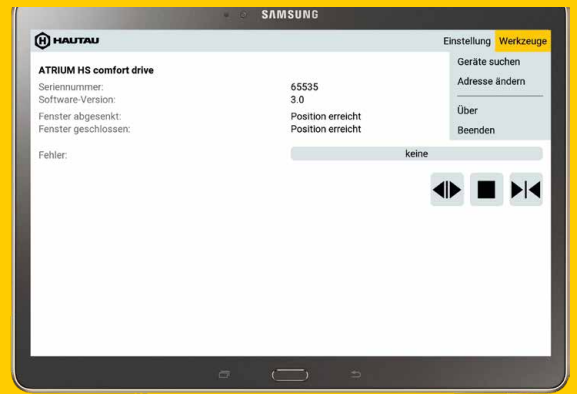 SAMSUNG
HAUTAU
Einstellung Werkzeuge
Geräte suchen
Adresse ändern
Über
Beenden
ATRIUM HS comfort drive
Seriennummer: 65535
Software-Version: 3.0
Fenster abgesenkt: Position erreicht
Fenster geschlossen: Position erreicht
Fehler: keine